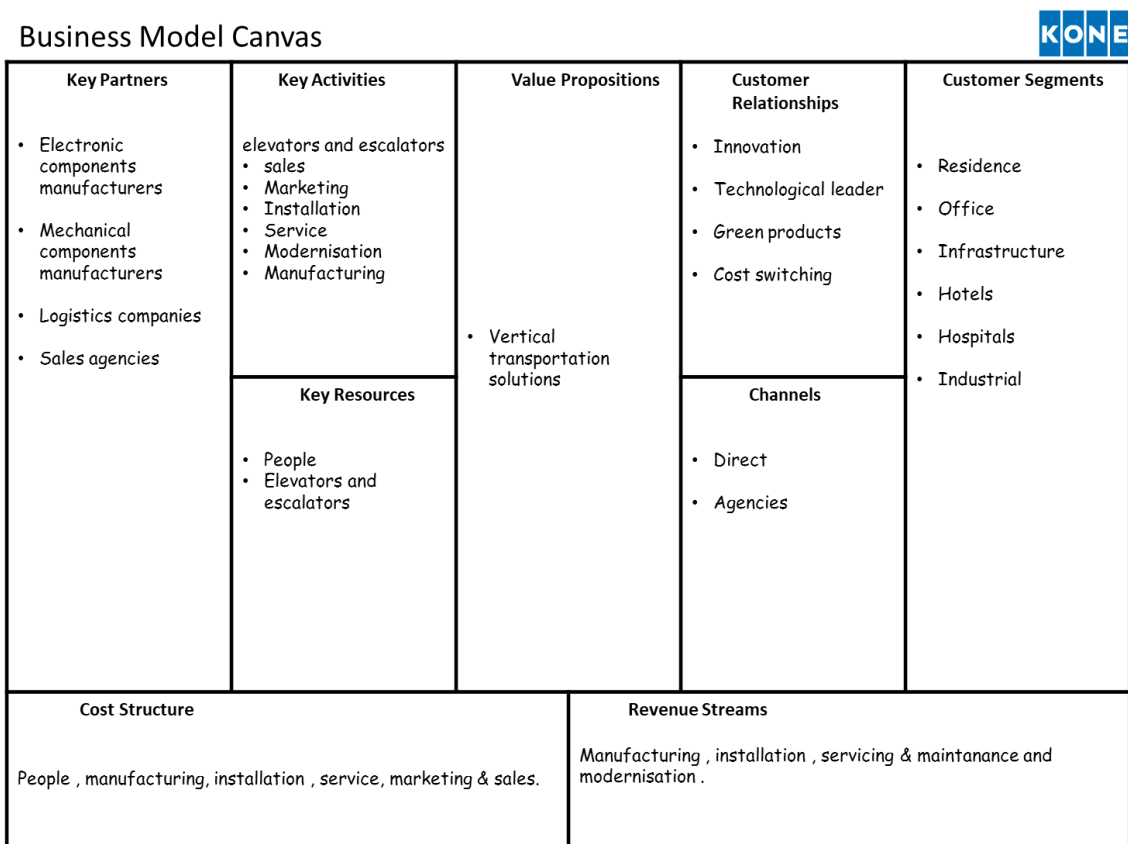 Business Model Canvas
KONE
Key Partners
• Electronic
components
manufacturers
• Mechanical
components
manufacturers
• Logistics companies
• Sales agencies
Key Activities
elevators and escalators
• sales
• Marketing
• Installation
• Service
• Modernisation
• Manufacturing
Key Resources
• People
• Elevators and
escalators
Value Propositions
• Vertical
transportation
solutions
Customer
Relationships
• Innovation
• Technological leader
• Green products
• Cost switching
Channels
• Direct
• Agencies
Customer Segments
• Residence
• Office
• Infrastructure
• Hotels
• Hospitals
• Industrial
Cost Structure
People , manufacturing, installation , service, marketing & sales.
Revenue Streams
Manufacturing , installation , servicing & maintanance and
modernisation .